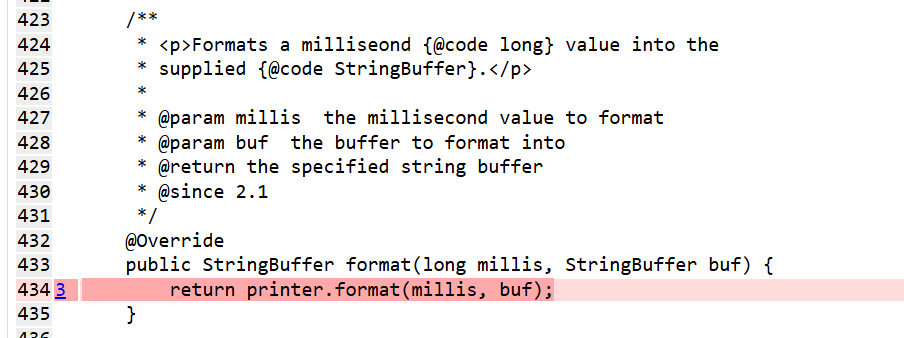 423 /**
424 * <p>Formats a milliseond {@code long} value into the
425 * supplied {@code StringBuffer}.</p>
426 *
427 * @param millis  the millisecond value to format
428 * @param buf  the buffer to format into
429 * @return the specified string buffer
430 * @since 2.1
431 */
432 @Override
433 public StringBuffer format(long millis, StringBuffer buf) {
434 3 return printer.format(millis, buf);
435 }